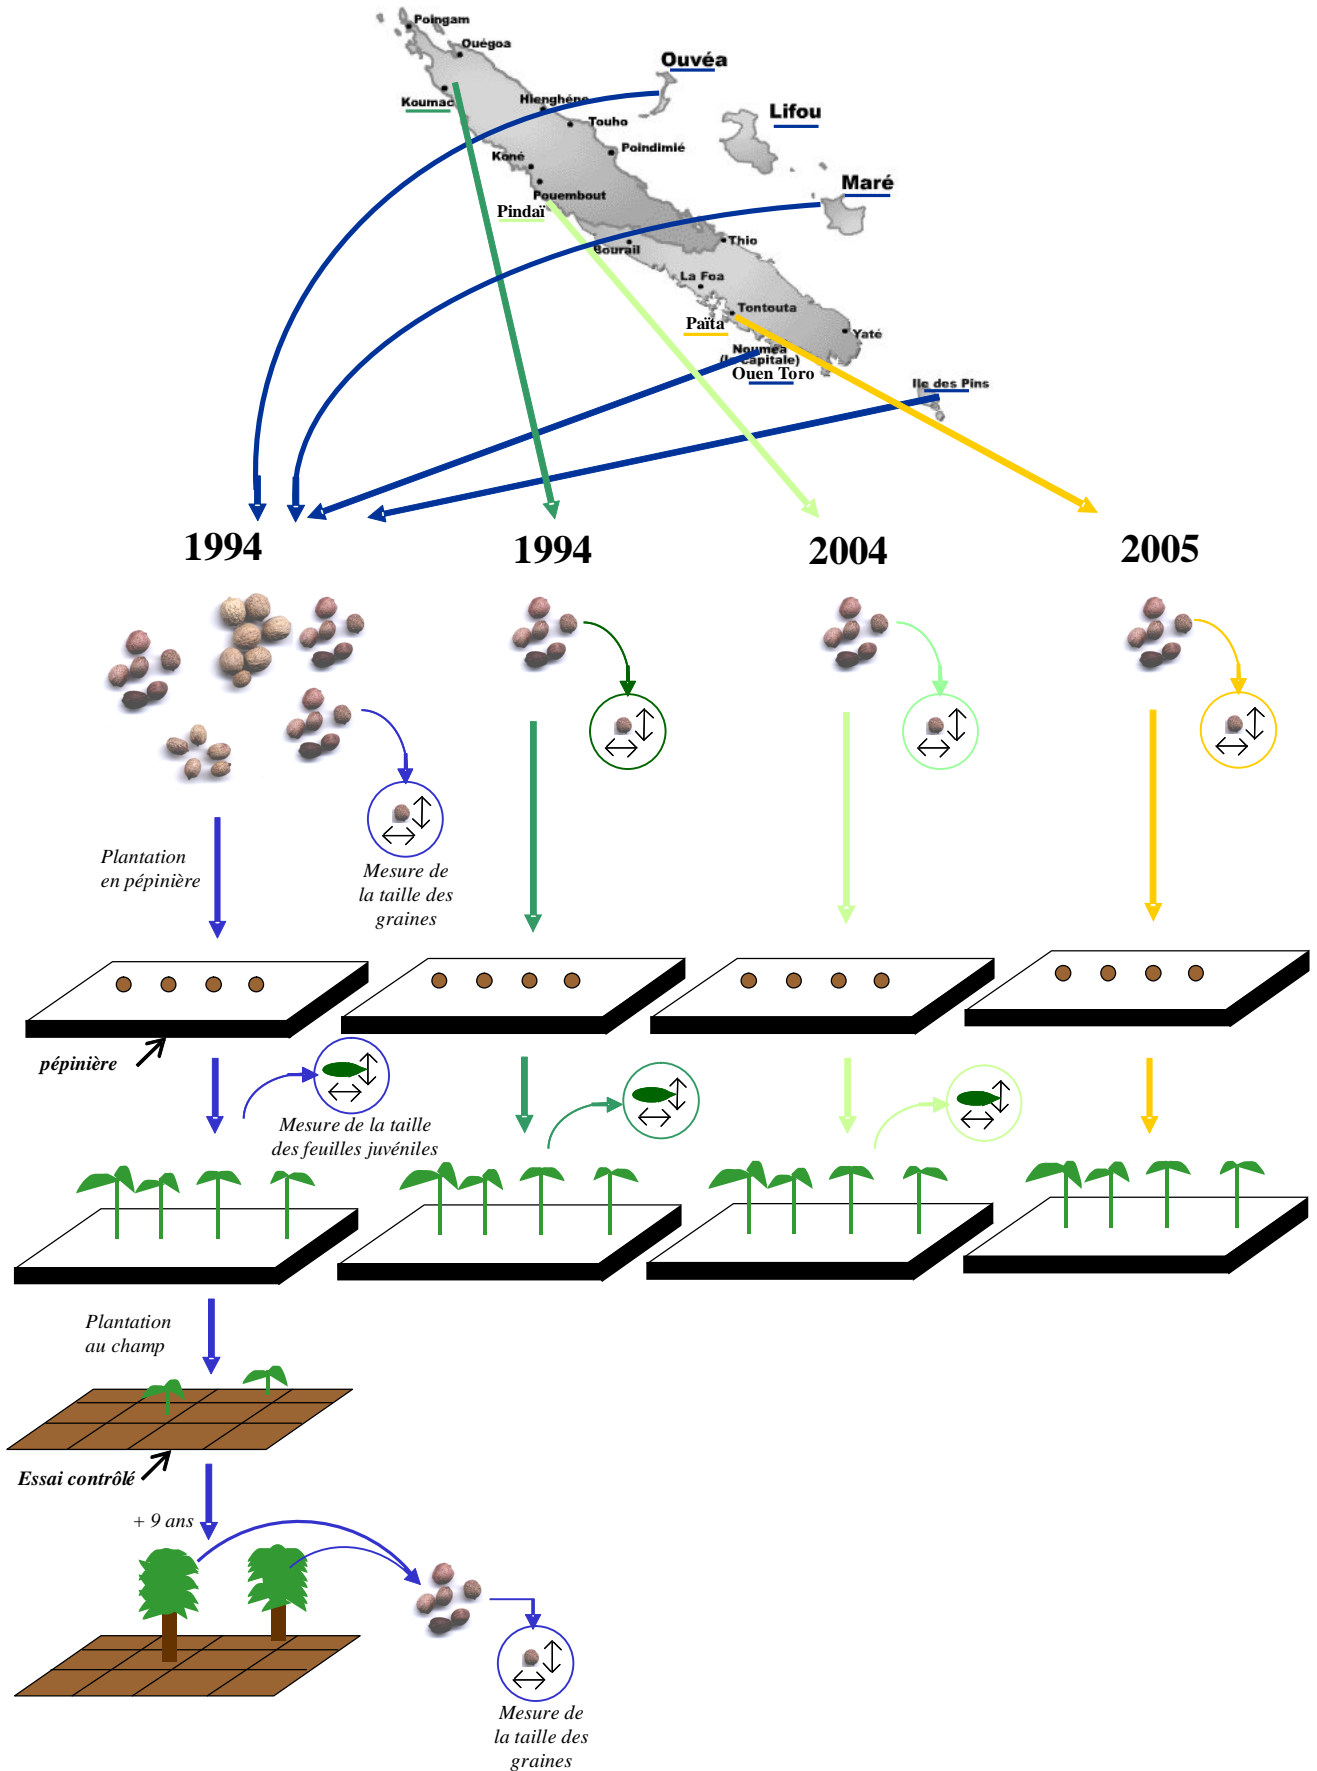 Poingam
Ouégoa
Ouvéa
Koumac
Hienghéne
Lifou
Touho
Poindimié
Koné
Maré
Pouembout
Pindaï
Thio
Bourail
La Foa
Tontouta
Païta
Yaté
Nouméa
(la capitale)
Ouen Toro
Ile des Pins
1994
1994
2004
2005
Plantation
en pépinière
Mesure de
la taille des
graines
pépinière
Mesure de la taille
des feuilles juvéniles
Plantation
au champ
Essai contrôlé
+ 9 ans
Mesure de
la taille des
graines